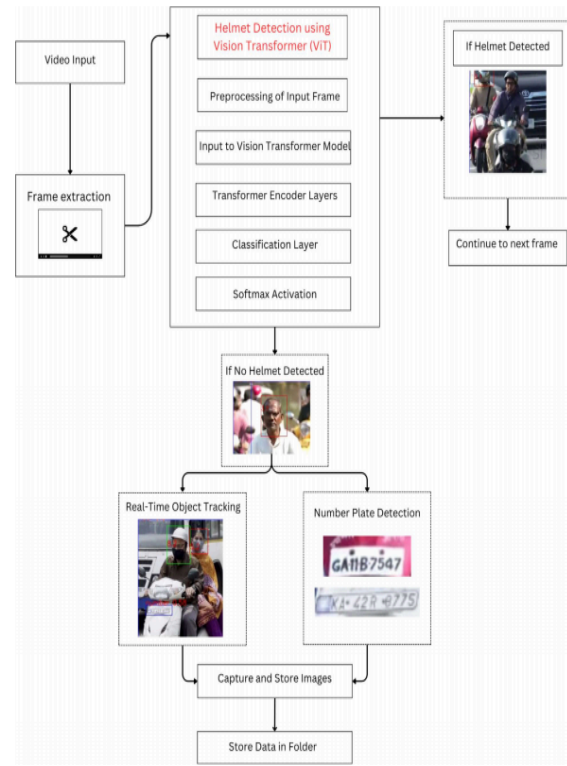 Video Input
Frame extraction
Helmet Detection using
Vision Transformer (ViT)
Preprocessing of Input Frame
Input to Vision Transformer Model
Transformer Encoder Layers
Classification Layer
Softmax Activation
If Helmet Detected
Continue to next frame
If No Helmet Detected
Real-Time Object Tracking
Number Plate Detection
GA11B7547
KA 42R 8775
Capture and Store Images
Store Data in Folder